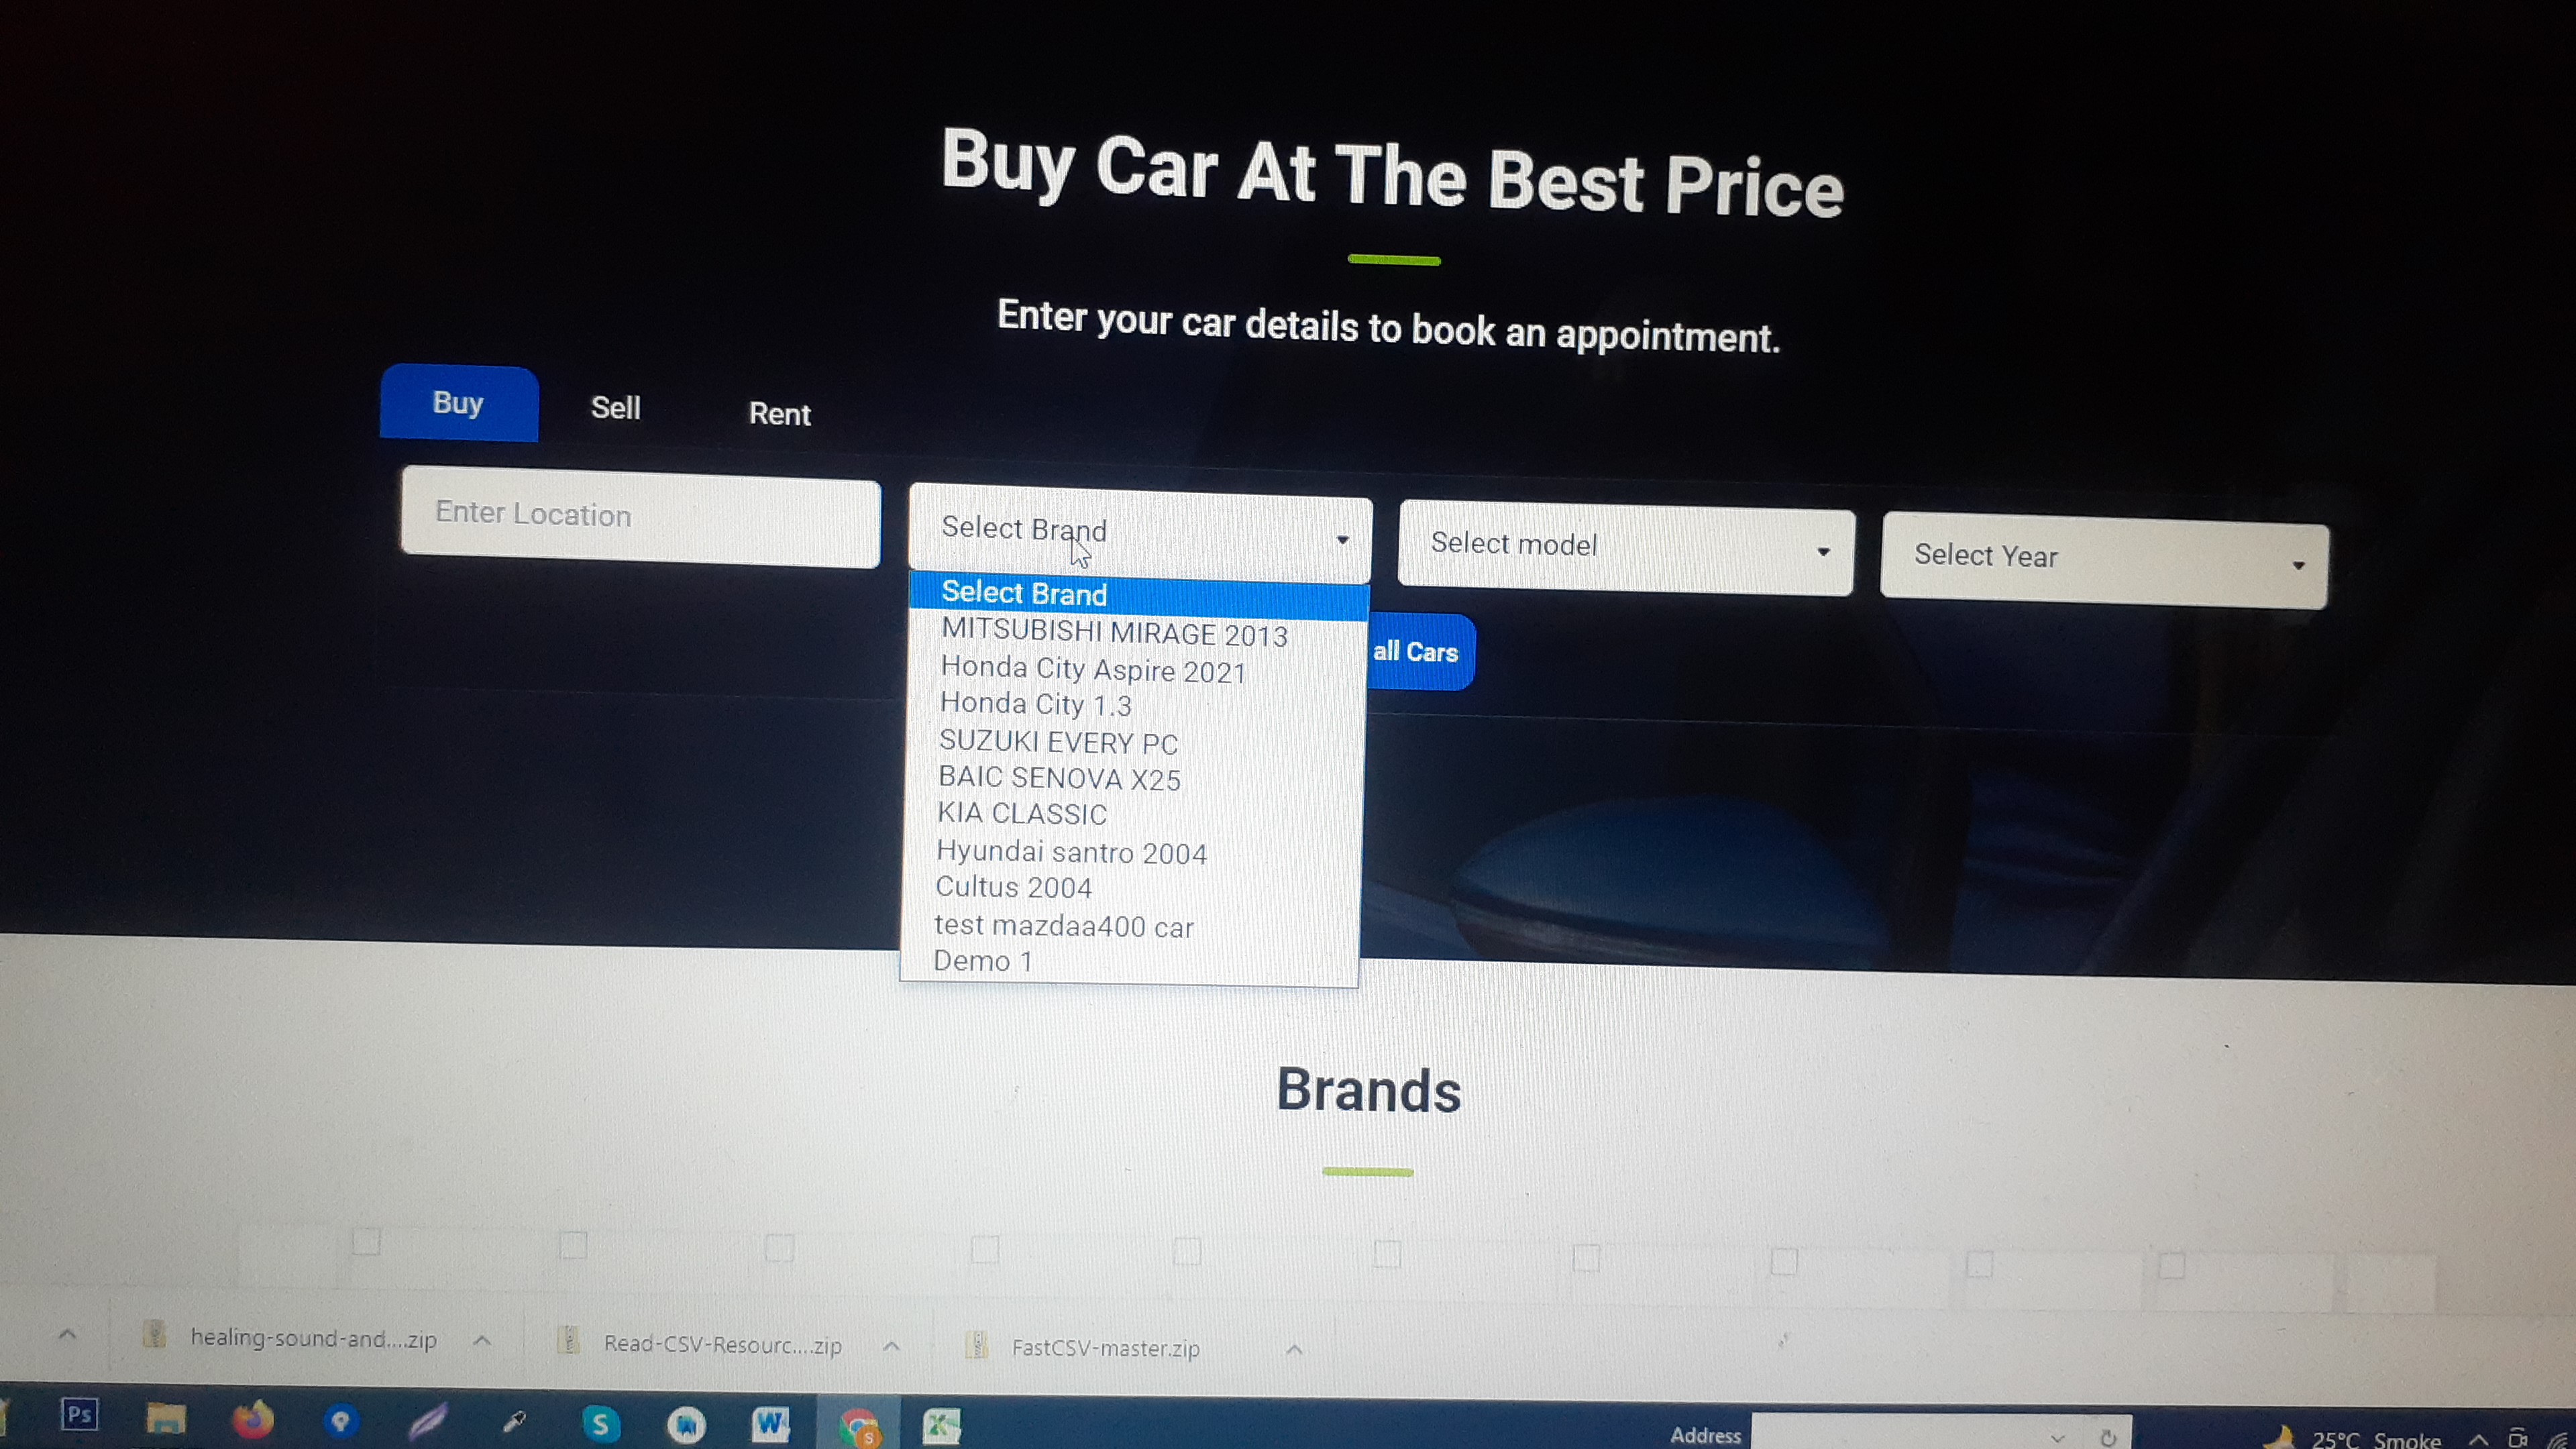 Buy Car At The Best Price
Enter your car details to book an appointment.
Buy Sell Rent
Enter Location
Select Brand
Select model
Select Year
Select Brand
MITSUBISHI MIRAGE 2013
Honda City Aspire 2021
Honda City 1.3
SUZUKI EVERY PC
BAIC SENOVA X25
KIA CLASSIC
Hyundai santro 2004
Cultus 2004
test mazdaa400 car
Demo 1
all Cars
Brands
healing-sound-and....zip
Read-CSV-Resourc....zip
FastCSV-master.zip
Ps
S
W
S
X
Address
25°C Smoke